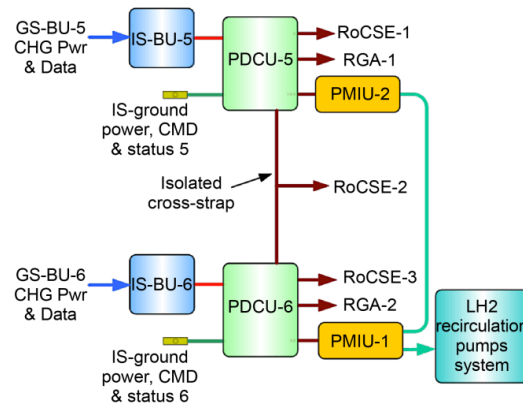 GS-BU-5
CHG Pwr
& Data
IS-BU-5
PDCU-5
RoCSE-1
RGA-1
PMIU-2
IS-ground
power, CMD
& status 5
Isolated
cross-strap
RoCSE-2
GS-BU-6
CHG Pwr
& Data
IS-BU-6
PDCU-6
RoCSE-3
RGA-2
PMIU-1
IS-ground
power, CMD
& status 6
LH2
recirculation
pumps
system